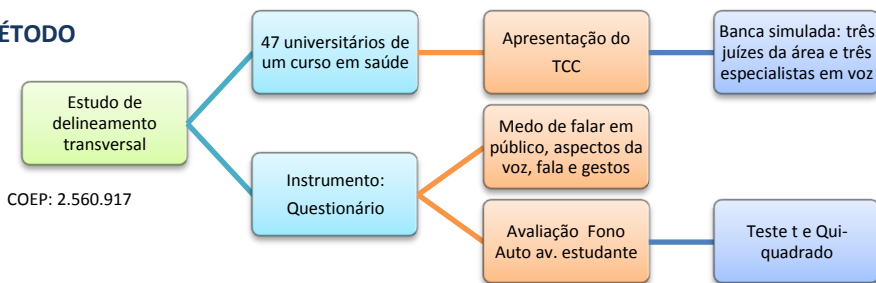 ÉTODO
47 universitários de
um curso em saúde
Apresentação do
TCC
Banca simulada: três
juízes da área e três
especialistas em voz
Estudo de
delineamento
transversal
COEP: 2.560.917
Instrumento:
Questionário
Medo de falar em
público, aspectos da
voz, fala e gestos
Avaliação Fono
Auto av. estudante
Teste t e Qui-
quadrado